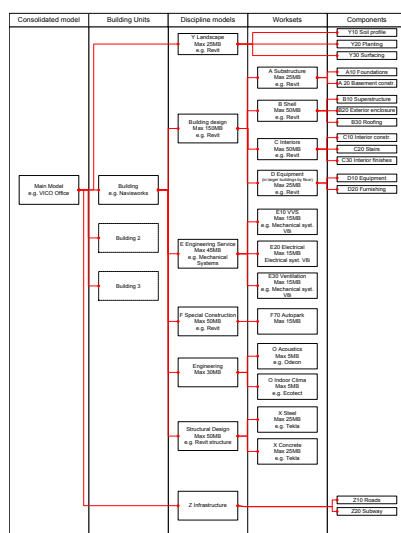 Consolidated model
Building Units
Discipline models
Worksets
Components
Main Model
e.g. VICO Office
Building
e.g. Navisworks
Building 2
Building 3
Y Landscape
Max 25MB
e.g. Revit
Building design
Max 150MB
e.g. Revit
E Engineering Service
Max 45MB
e.g. Mechanical
Systems
F Special Construction
Max 50MB
e.g. Revit
Engineering
Max 30MB
Structural Design
Max 50MB
e.g. Revit structure
Z Infrastructure
A Substructure
Max 25MB
e.g. Revit
B Shell
Max 50MB
e.g. Revit
C Interiors
Max 50MB
e.g. Revit
D Equipment
(in larger buildings by floor)
Max 25MB
e.g. Revit
E10 VVS
Max 15MB
e.g. Mechanical syst.
V8i
E20 Electrical
Max 15MB
Electrical syst. V8i
E30 Ventilation
Max 15MB
e.g. Mechanical syst.
V8i
F70 Autopark
Max 15MB
O Acoustics
Max 5MB
e.g. Odeon
O Indoor Clima
Max 5MB
e.g. Ecotect
X Steel
Max 25MB
e.g. Tekla
X Concrete
Max 25MB
e.g. Tekla
Y10 Soil profile
Y20 Planting
Y30 Surfacing
A10 Foundations
A 20 Basement constr.
B10 Superstructure
B20 Exterior enclosure
B30 Roofing
C10 Interior constr.
C20 Stairs
C30 Interior finishes
D10 Equipment
D20 Furnishing
Z10 Roads
Z20 Subway